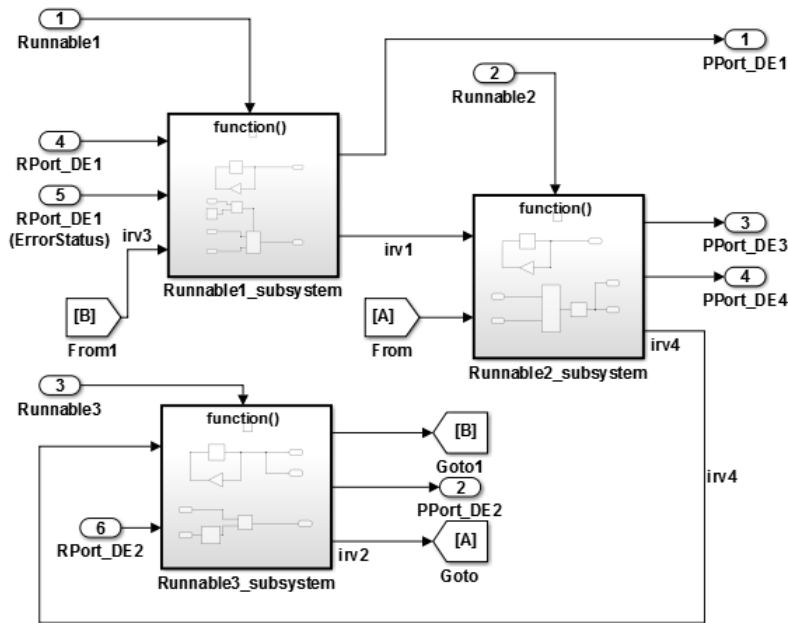 1
Runnable1
1
PPort_DE1
2
Runnable2
function()
4
RPort_DE1
5
RPort_DE1
(ErrorStatus)
irv3
irv1
Runnable1_subsystem
[B]
From1
function()
3
PPort_DE3
4
PPort_DE4
[A]
From
irv4
Runnable2_subsystem
3
Runnable3
function()
[B]
Goto1
2
PPort_DE2
irv4
6
RPort_DE2
irv2
[A]
Goto
Runnable3_subsystem